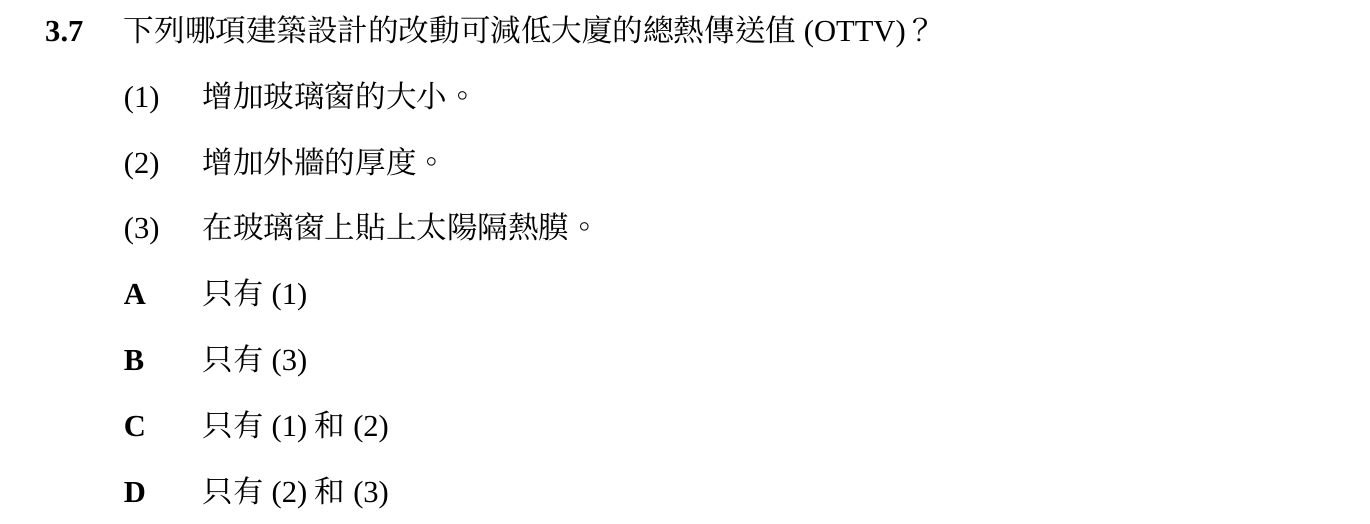 3.7 下列哪項建築設計的改動可減低大廈的總熱傳送值 (OTTV)？
(1) 增加玻璃窗的大小。
(2) 增加外牆的厚度。
(3) 在玻璃窗上貼上太陽隔熱膜。
A 只有 (1)
B 只有 (3)
C 只有 (1) 和 (2)
D 只有 (2) 和 (3)